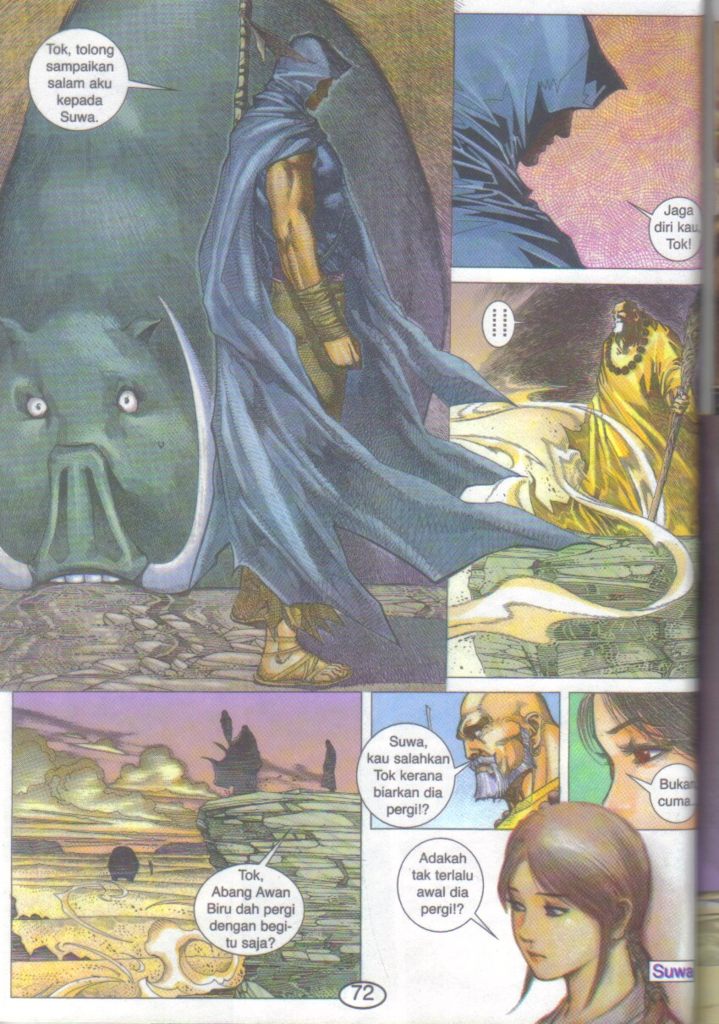 Tok, tolong
sampaikan
salam aku
kepada
Suwa.
Jaga
diri kau,
Tok!
Tok,
Abang Awan
Biru dah pergi
dengan begi-
tu saja?
Suwa,
kau salahkan
Tok kerana
biarkan dia
pergi!?
Bukan
cuma..
Adakah
tak terlalu
awal dia
pergi!?
Suwa
72